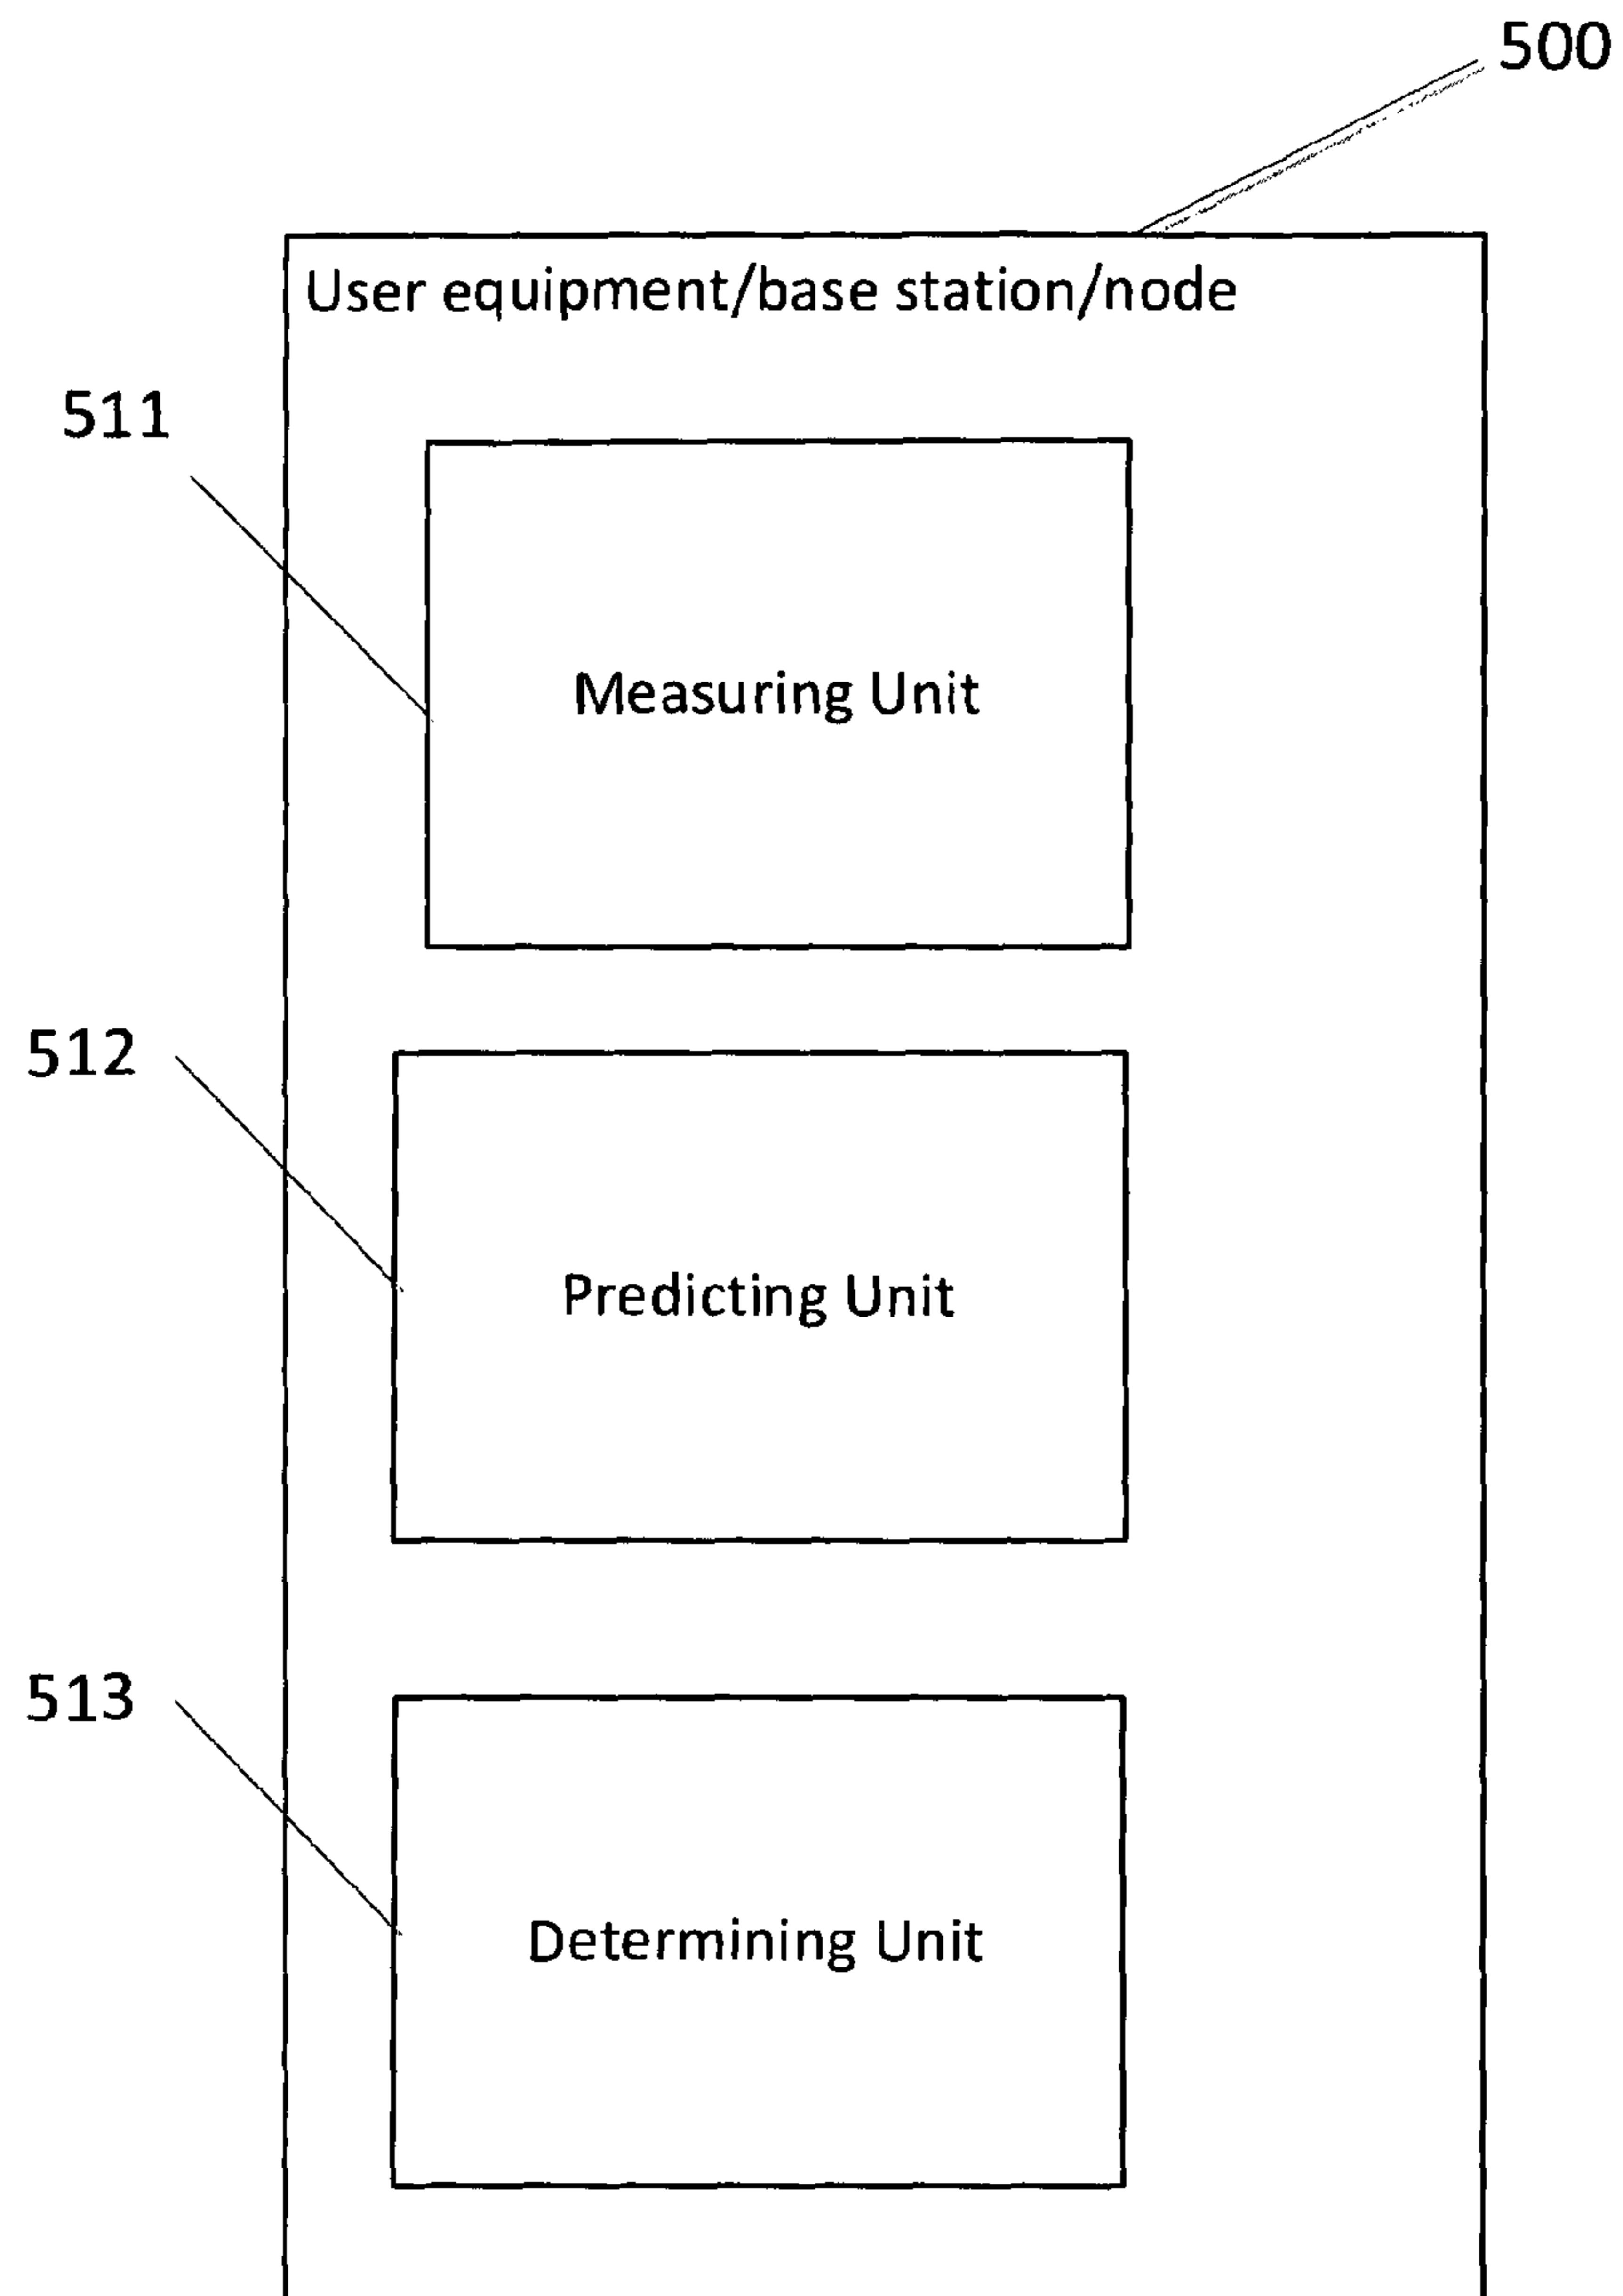 500
User equipment/base station/node
511
Measuring Unit
512
Predicting Unit
513
Determining Unit